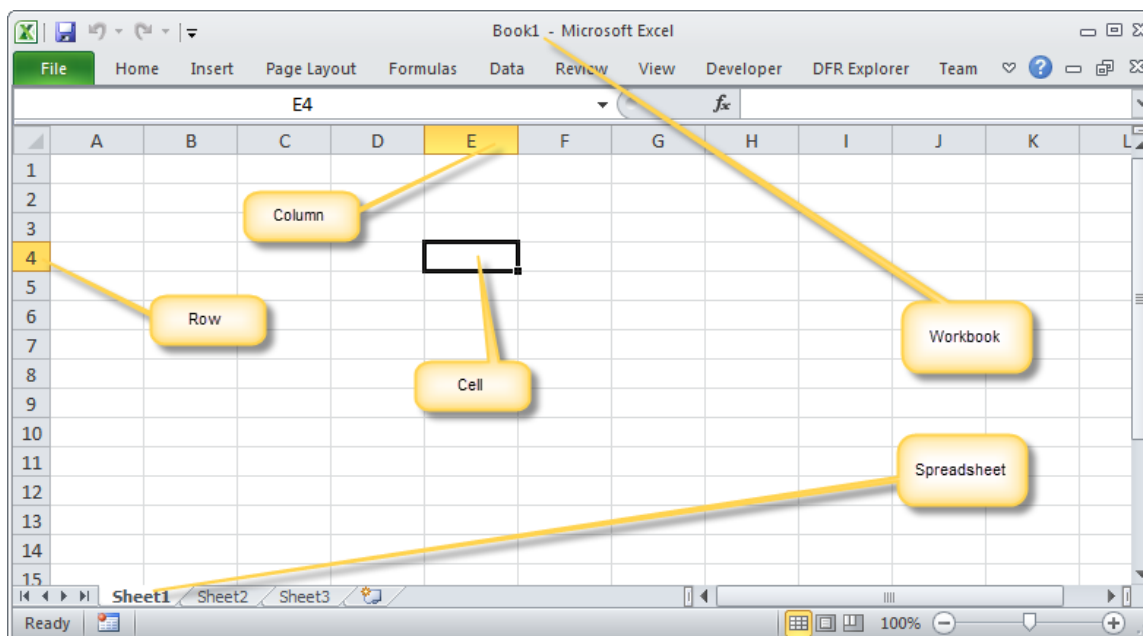 Book1 - Microsoft Excel
File Home Insert Page Layout Formulas Data Review View Developer DFR Explorer Team
E4 fx
A B C D E F G H I J K L
1
2
Column
3
4
5
6
Row
Workbook
7
8
Cell
9
10
11
Spreadsheet
12
13
14
15
Sheet1 Sheet2 Sheet3
Ready 100%